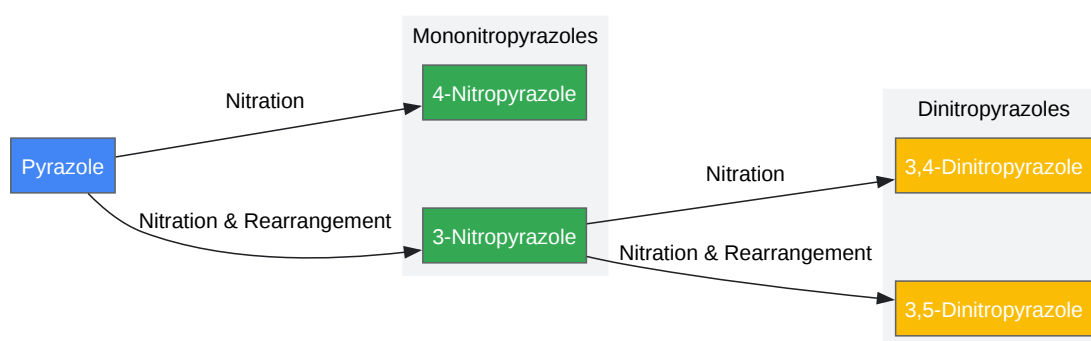 Mononitropyrazoles
4-Nitropyrazole
Nitration
Dinitropyrazoles
Pyrazole
3,4-Dinitropyrazole
Nitration
Nitration & Rearrangement
3-Nitropyrazole
Nitration & Rearrangement
3,5-Dinitropyrazole